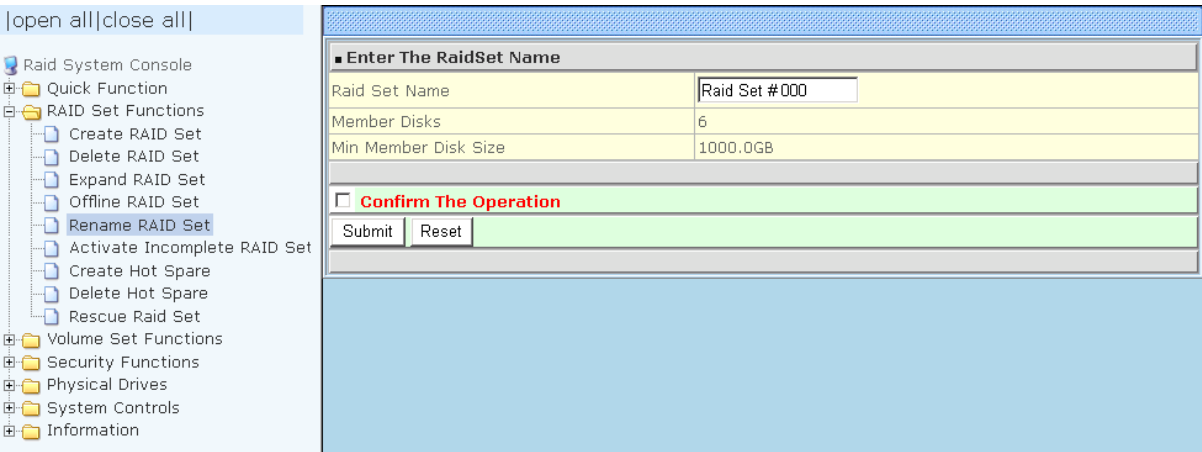 |open all|close all|
Raid System Console
Quick Function
RAID Set Functions
Create RAID Set
Delete RAID Set
Expand RAID Set
Offline RAID Set
Rename RAID Set
Activate Incomplete RAID Set
Create Hot Spare
Delete Hot Spare
Rescue Raid Set
Volume Set Functions
Security Functions
Physical Drives
System Controls
Information
Enter The RaidSet Name
Raid Set Name Raid Set #000
Member Disks 6
Min Member Disk Size 1000.0GB
Confirm The Operation
Submit Reset